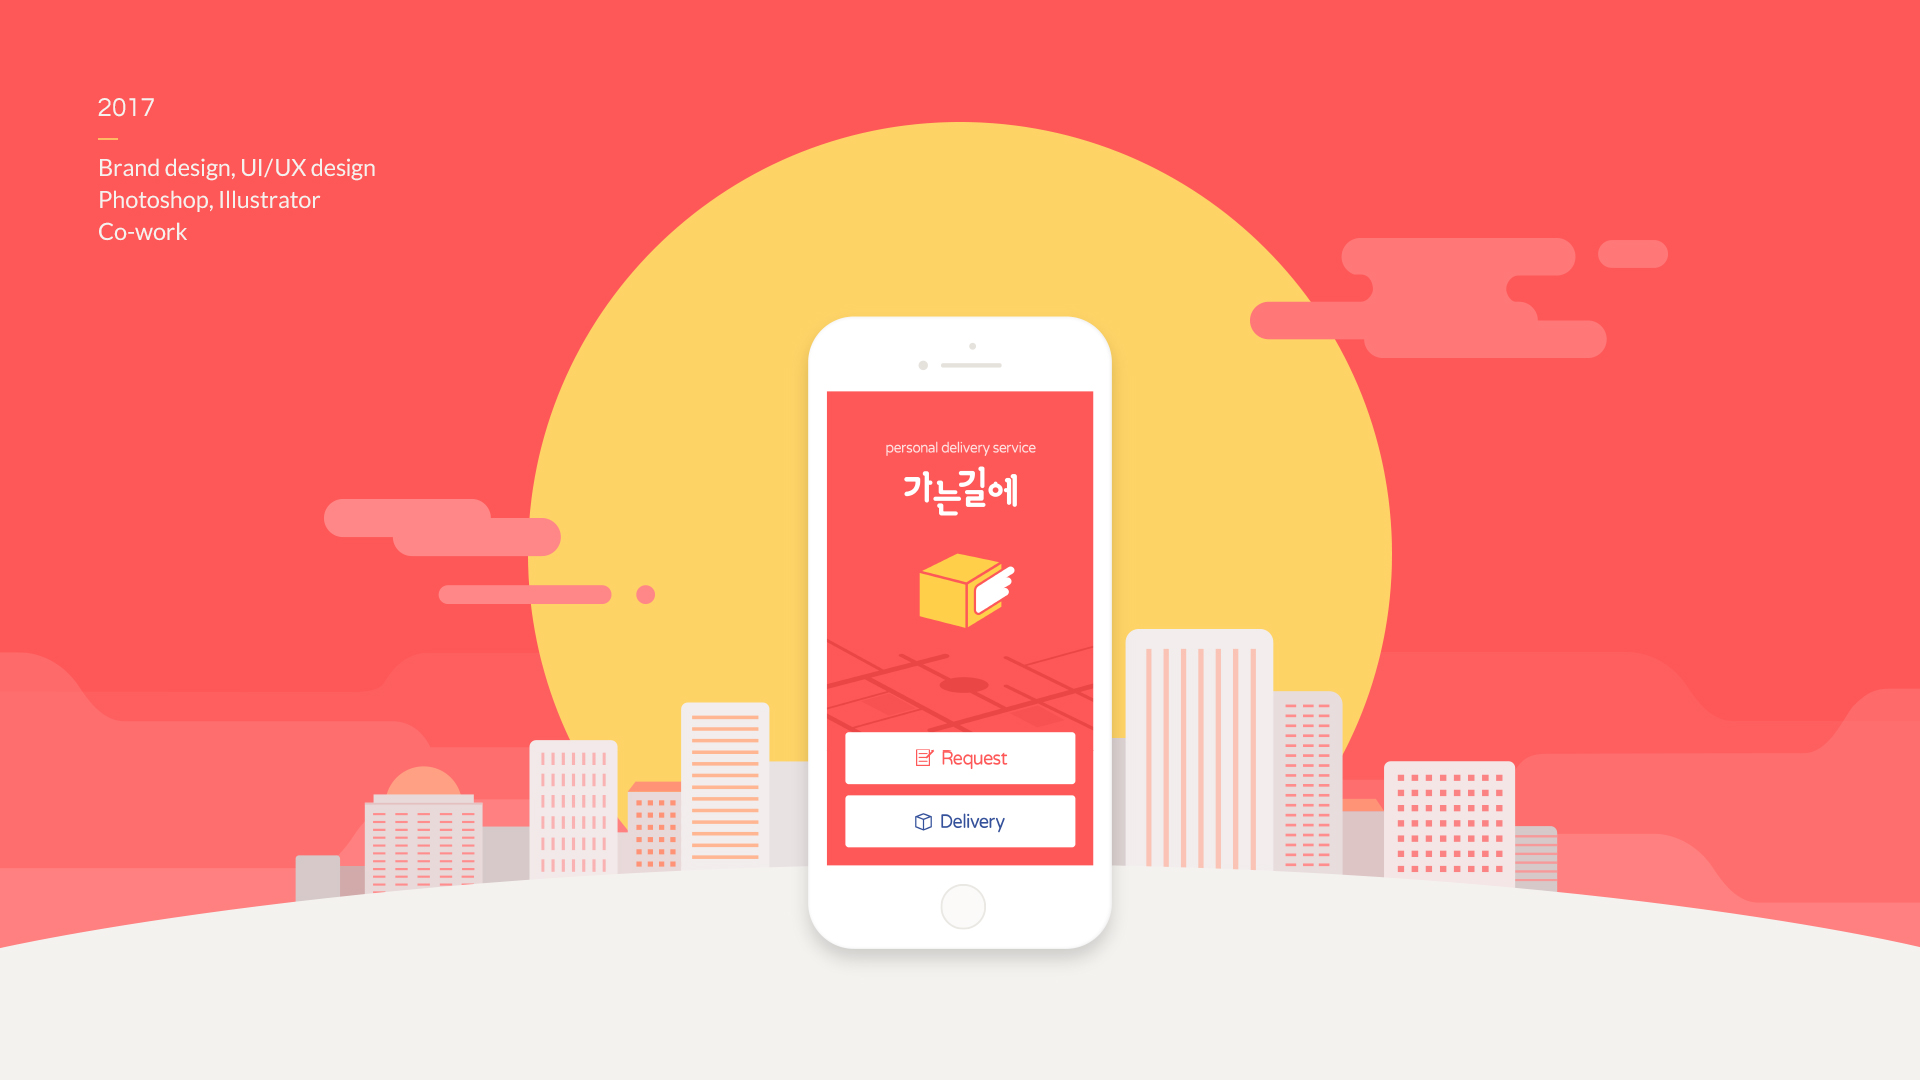 2017
Brand design, UI/UX design
Photoshop, Illustrator
Co-work
personal delivery service
가는길에
Request
Delivery